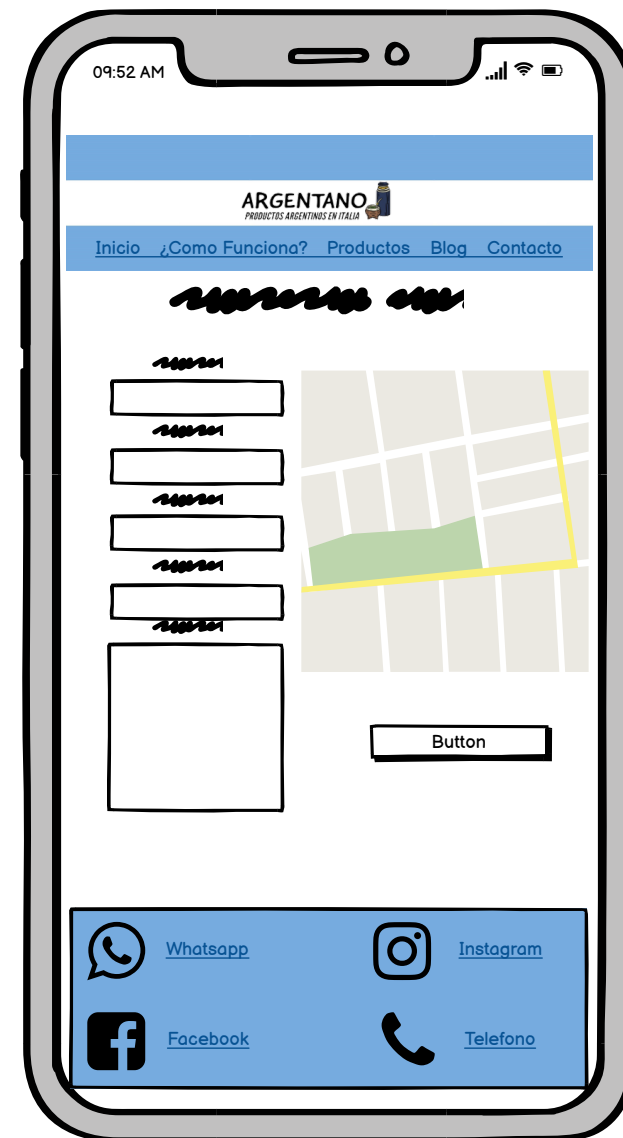 09:52 AM
ARGENTANO
PRODUCTOS ARGENTINOS EN ITALIA
Inicio ¿Como Funciona? Productos Blog Contacto
Button
Whatsapp Instagram
Facebook Telefono